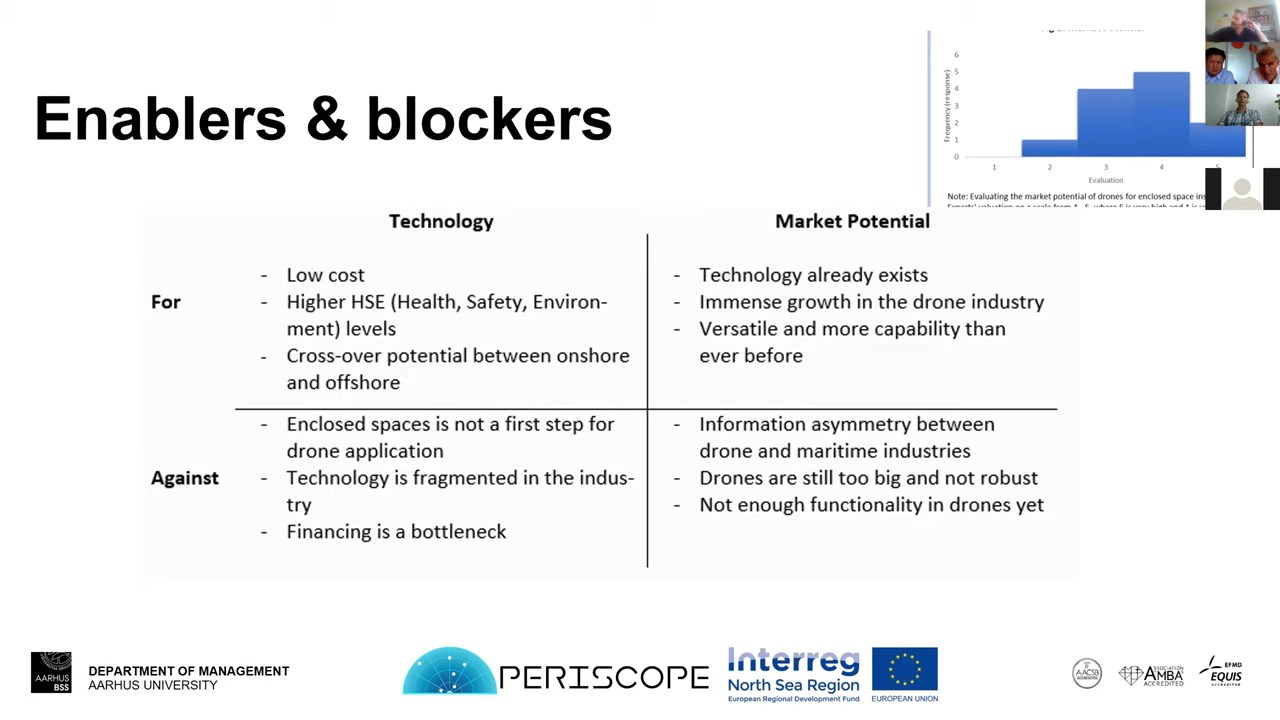 Enablers & blockers
6
5
4
3
2
1
0
Frequency (response)
1 2 3 4
Evaluation
Note: Evaluating the market potential of drones for enclosed space
Technology
Market Potential
For
- Low cost
- Higher HSE (Health, Safety, Environ-
ment) levels
- Cross-over potential between onshore
and offshore
- Technology already exists
- Immense growth in the drone industry
- Versatile and more capability than
ever before
Against
- Enclosed spaces is not a first step for
drone application
- Technology is fragmented in the indus-
try
- Financing is a bottleneck
- Information asymmetry between
drone and maritime industries
- Drones are still too big and not robust
- Not enough functionality in drones yet
AARHUS
BSS
DEPARTMENT OF MANAGEMENT
AARHUS UNIVERSITY
PERISCOPE
Interreg
North Sea Region
European Regional Development Fund
EUROPEAN UNION
AACSB
ACCREDITED
ASSOCIATION
AMBA
ACCREDITED
EFMD
EQUIS
ACCREDITED